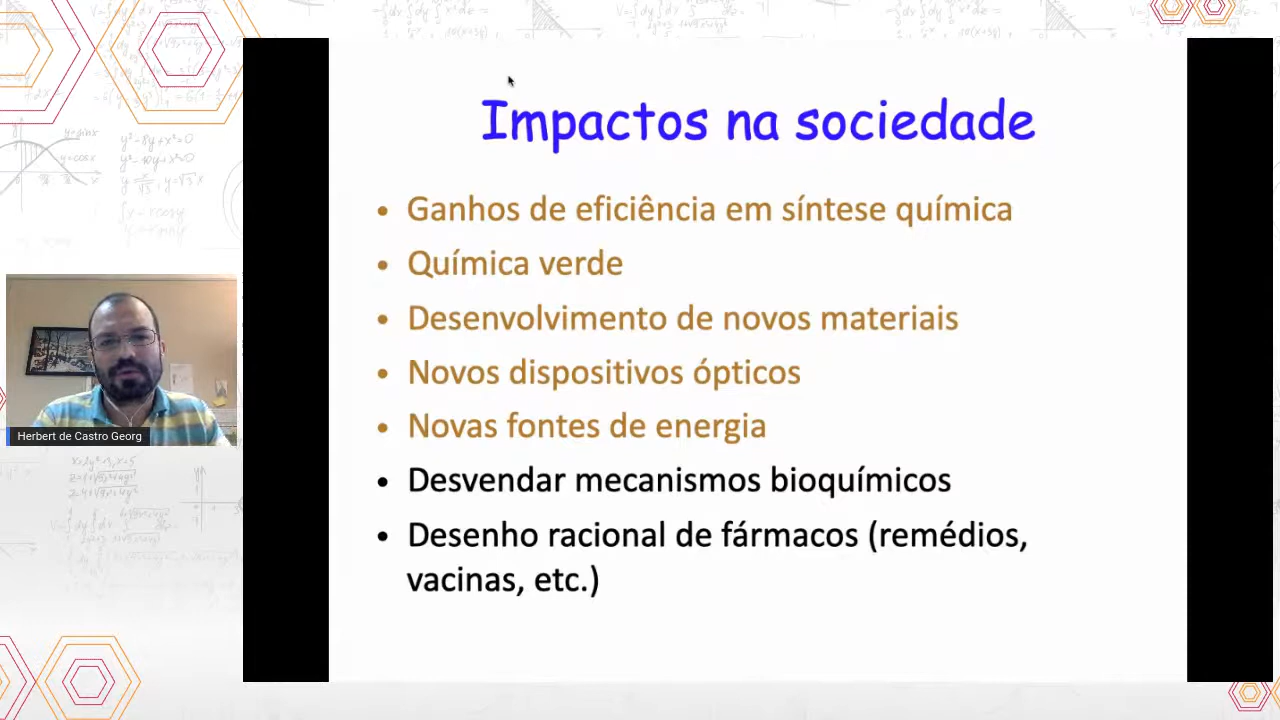 Impactos na sociedade
• Ganhos de eficiência em síntese química
• Química verde
• Desenvolvimento de novos materiais
• Novos dispositivos ópticos
• Novas fontes de energia
• Desvendar mecanismos bioquímicos
• Desenho racional de fármacos (remédios,
vacinas, etc.)
Herbert de Castro Georg